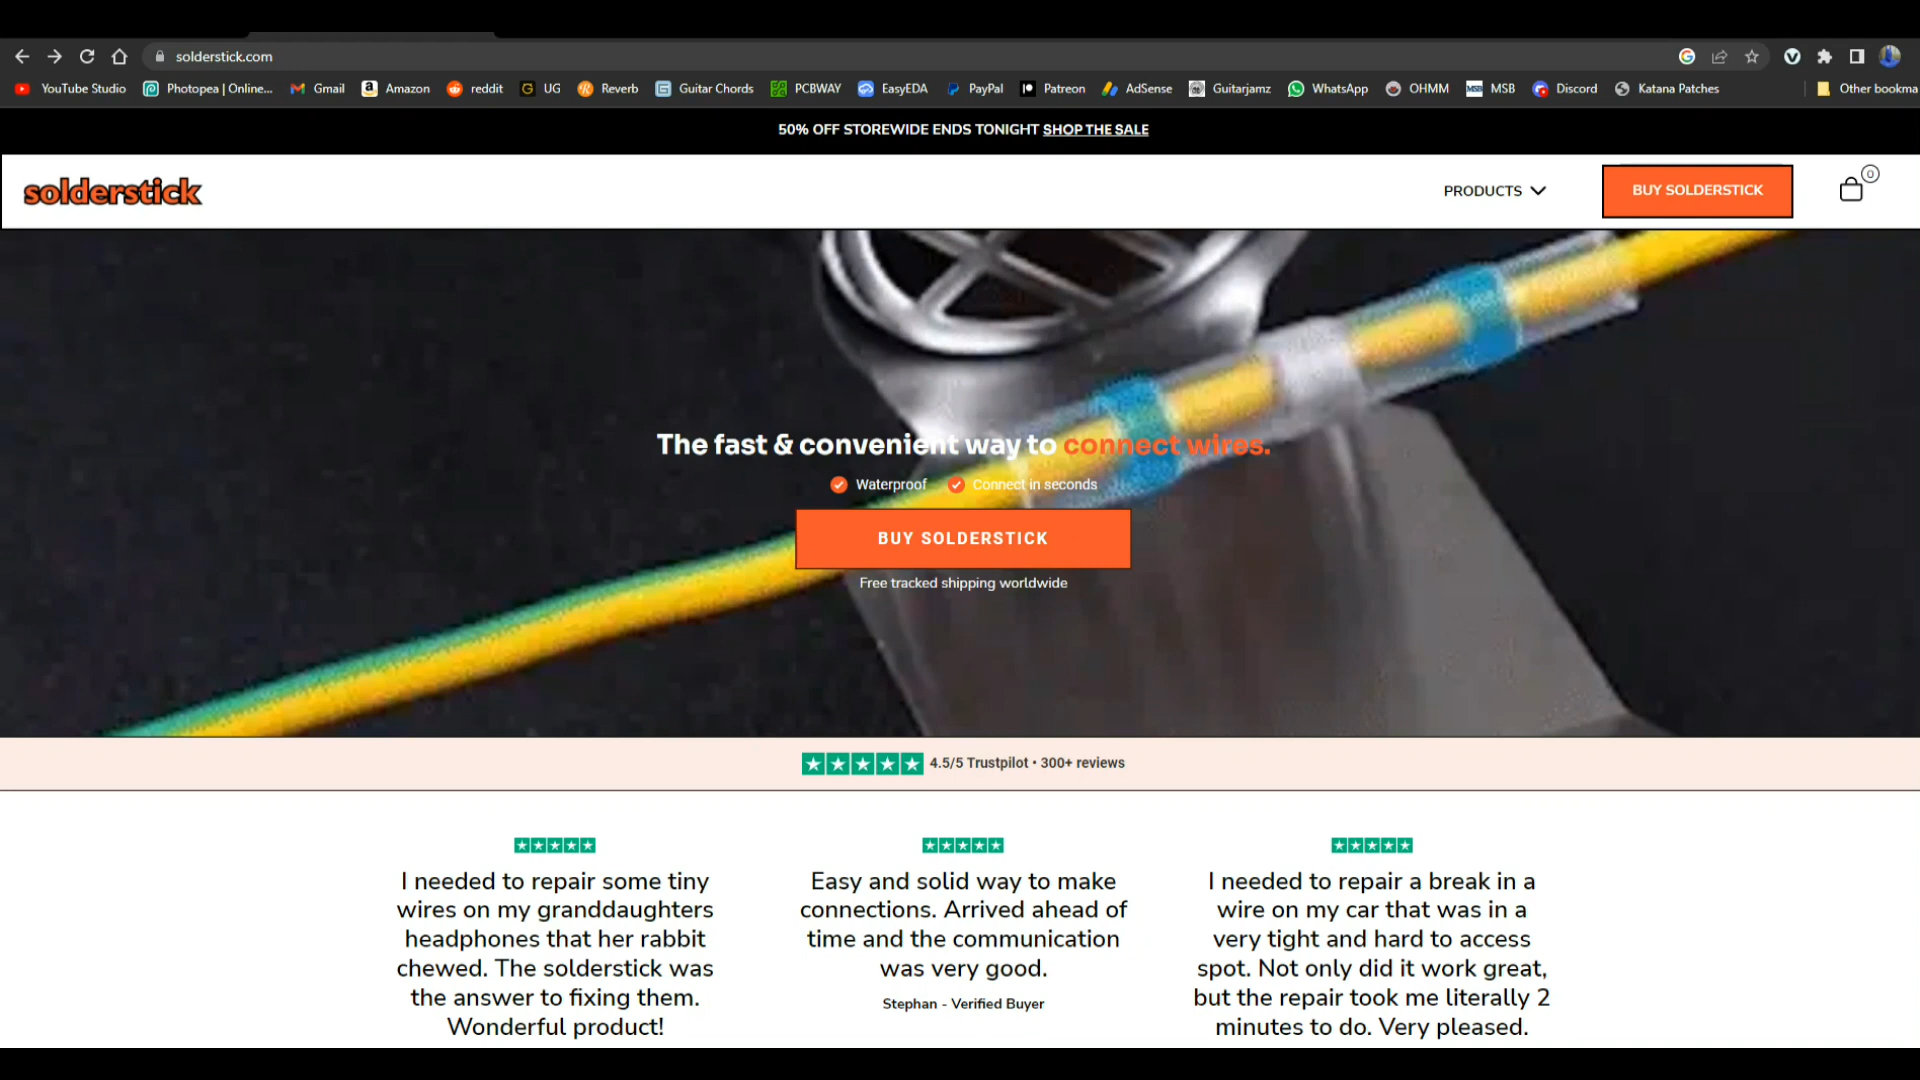 solderstick.com
YouTube Studio
Photopea | Online...
Gmail
Amazon
reddit
UG
Reverb
Guitar Chords
PCBWAY
EasyEDA
PayPal
Patreon
AdSense
Guitarjamz
WhatsApp
OHMM
MSB
Discord
Katana Patches
Other bookma
50% OFF STOREWIDE ENDS TONIGHT SHOP THE SALE
solderstick
PRODUCTS
BUY SOLDERSTICK
0
The fast & convenient way to connect wires.
Waterproof
Connect in seconds
BUY SOLDERSTICK
Free tracked shipping worldwide
4.5/5 Trustpilot • 300+ reviews
I needed to repair some tiny
wires on my granddaughters
headphones that her rabbit
chewed. The solderstick was
the answer to fixing them.
Wonderful product!
Easy and solid way to make
connections. Arrived ahead of
time and the communication
was very good.
Stephan - Verified Buyer
I needed to repair a break in a
wire on my car that was in a
very tight and hard to access
spot. Not only did it work great,
but the repair took me literally 2
minutes to do. Very pleased.